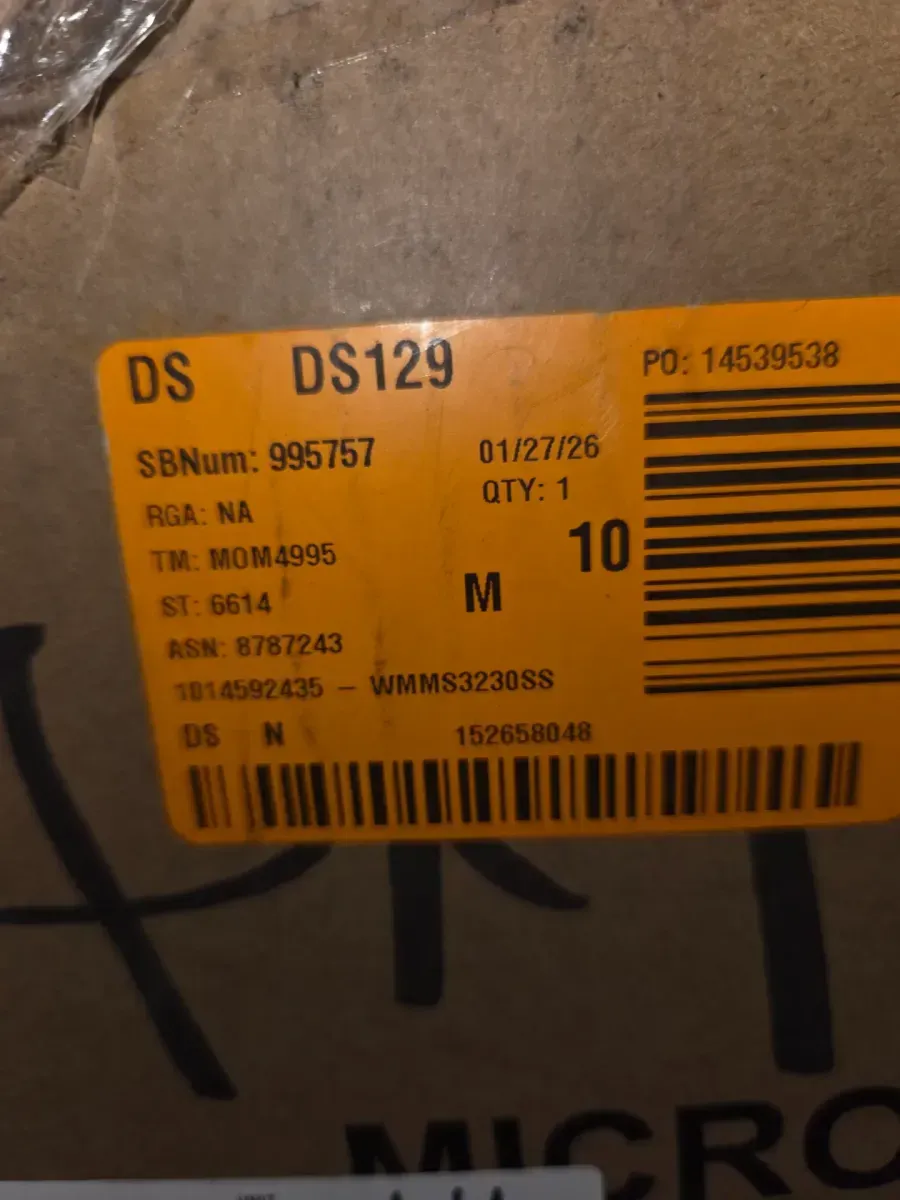 DS DS129 PO: 14539538
SBNum: 995757 01/27/26
RGA: NA QTY: 1
TM: MOM4995 10
ST: 6614 M
ASN: 8787243
1014592435 – WMMS3230SS
DS N 152658048
MICRO